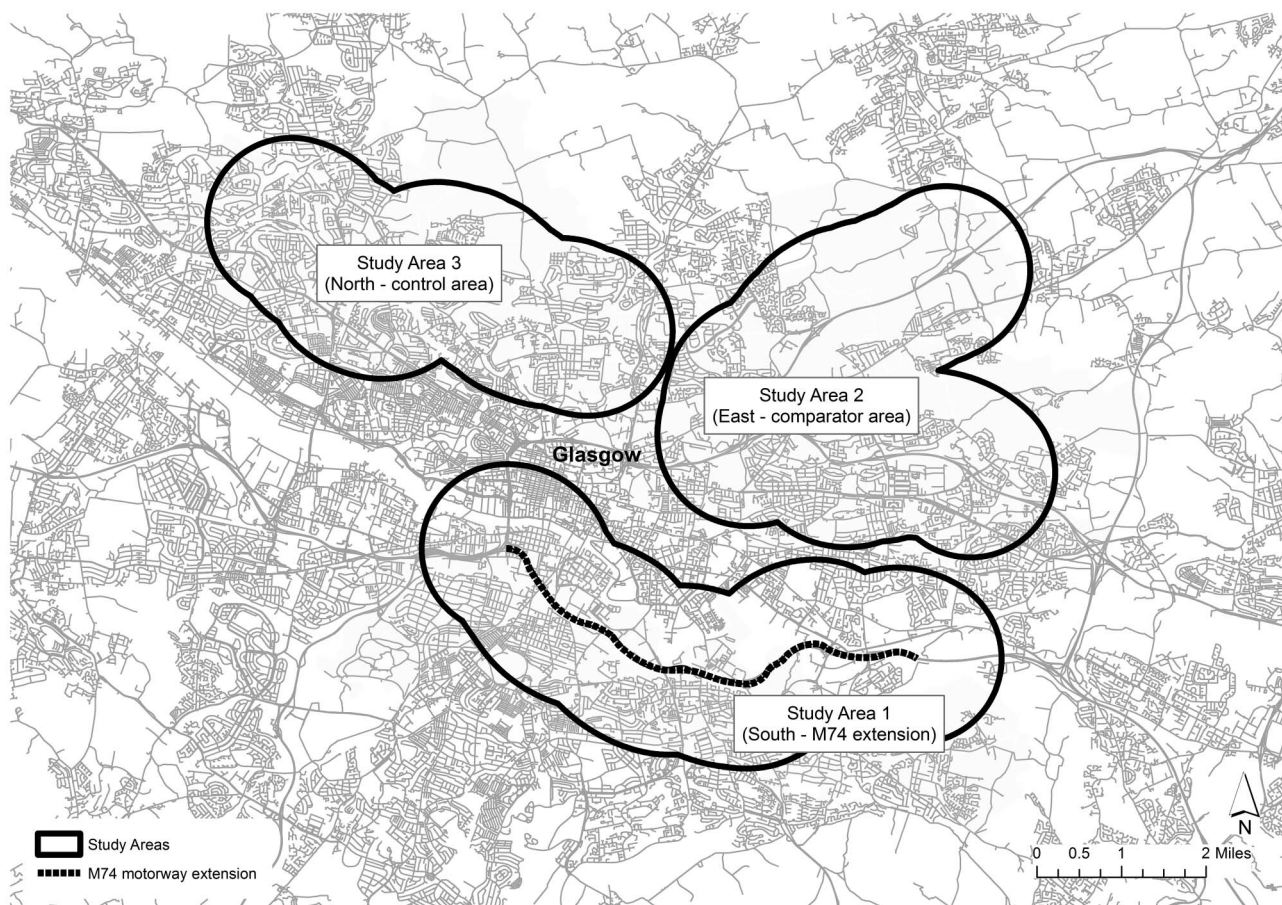 Study Area 3
(North - control area)
Study Area 2
(East - comparator area)
Glasgow
Study Area 1
(South - M74 extension)
Study Areas
M74 motorway extension
N
0 0.5 1 2 Miles